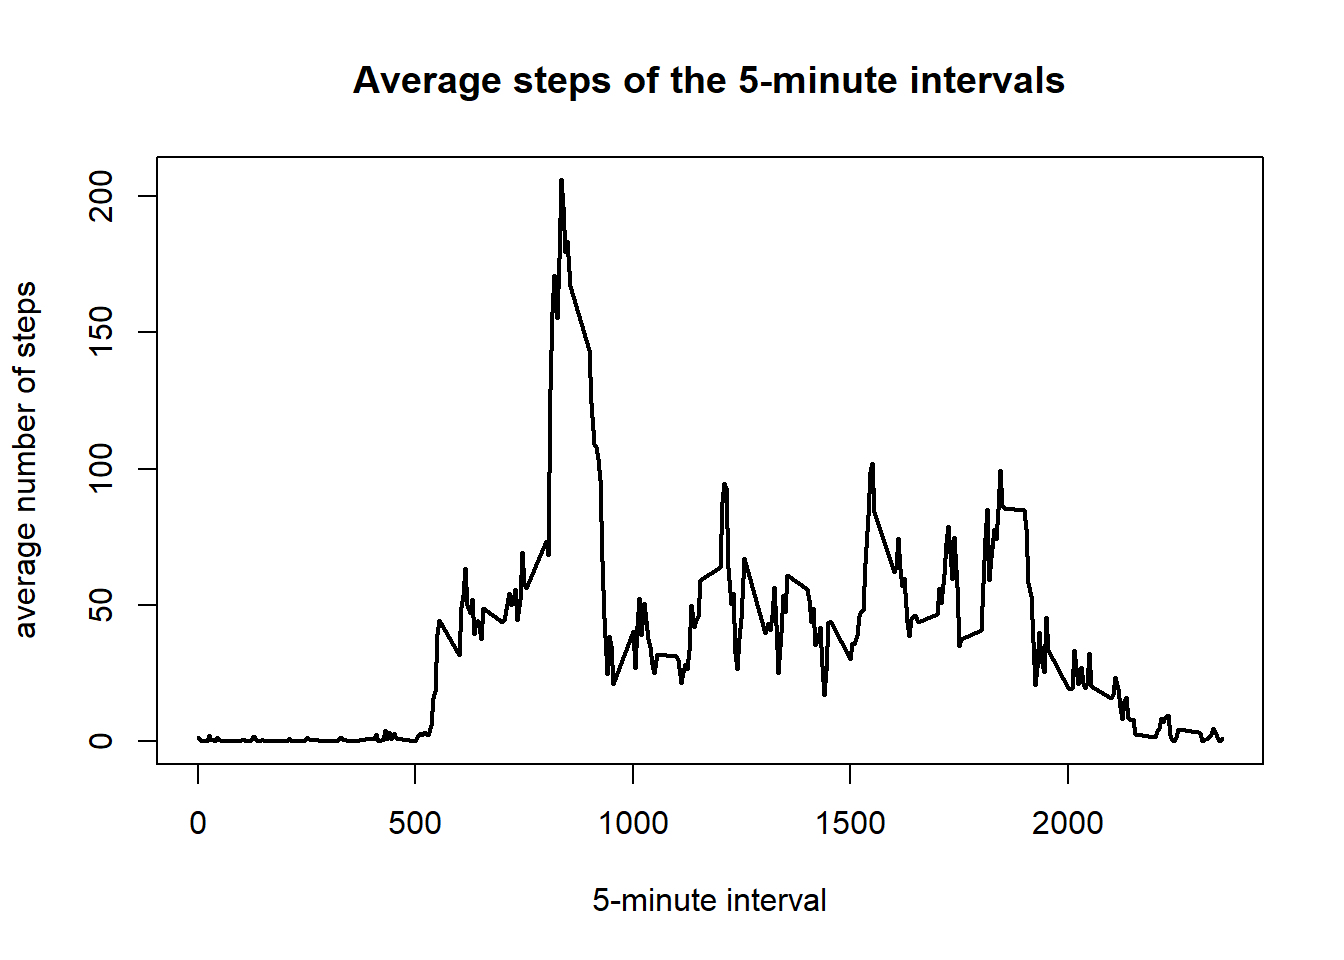 Average steps of the 5-minute intervals
average number of steps
200
150
100
50
0
0 500 1000 1500 2000
5-minute interval